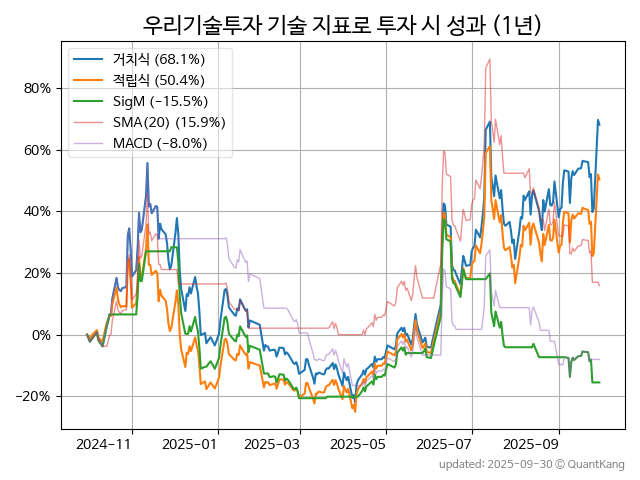 우리기술투자 기술 지표로 투자 시 성과 (1년)
거치식 (68.1%)
적립식 (50.4%)
SigM (−15.5%)
SMA(20) (15.9%)
MACD (−8.0%)
80%
60%
40%
20%
0%
−20%
2024−11
2025−01
2025−03
2025−05
2025−07
2025−09
updated: 2025-09-30 © QuantKang